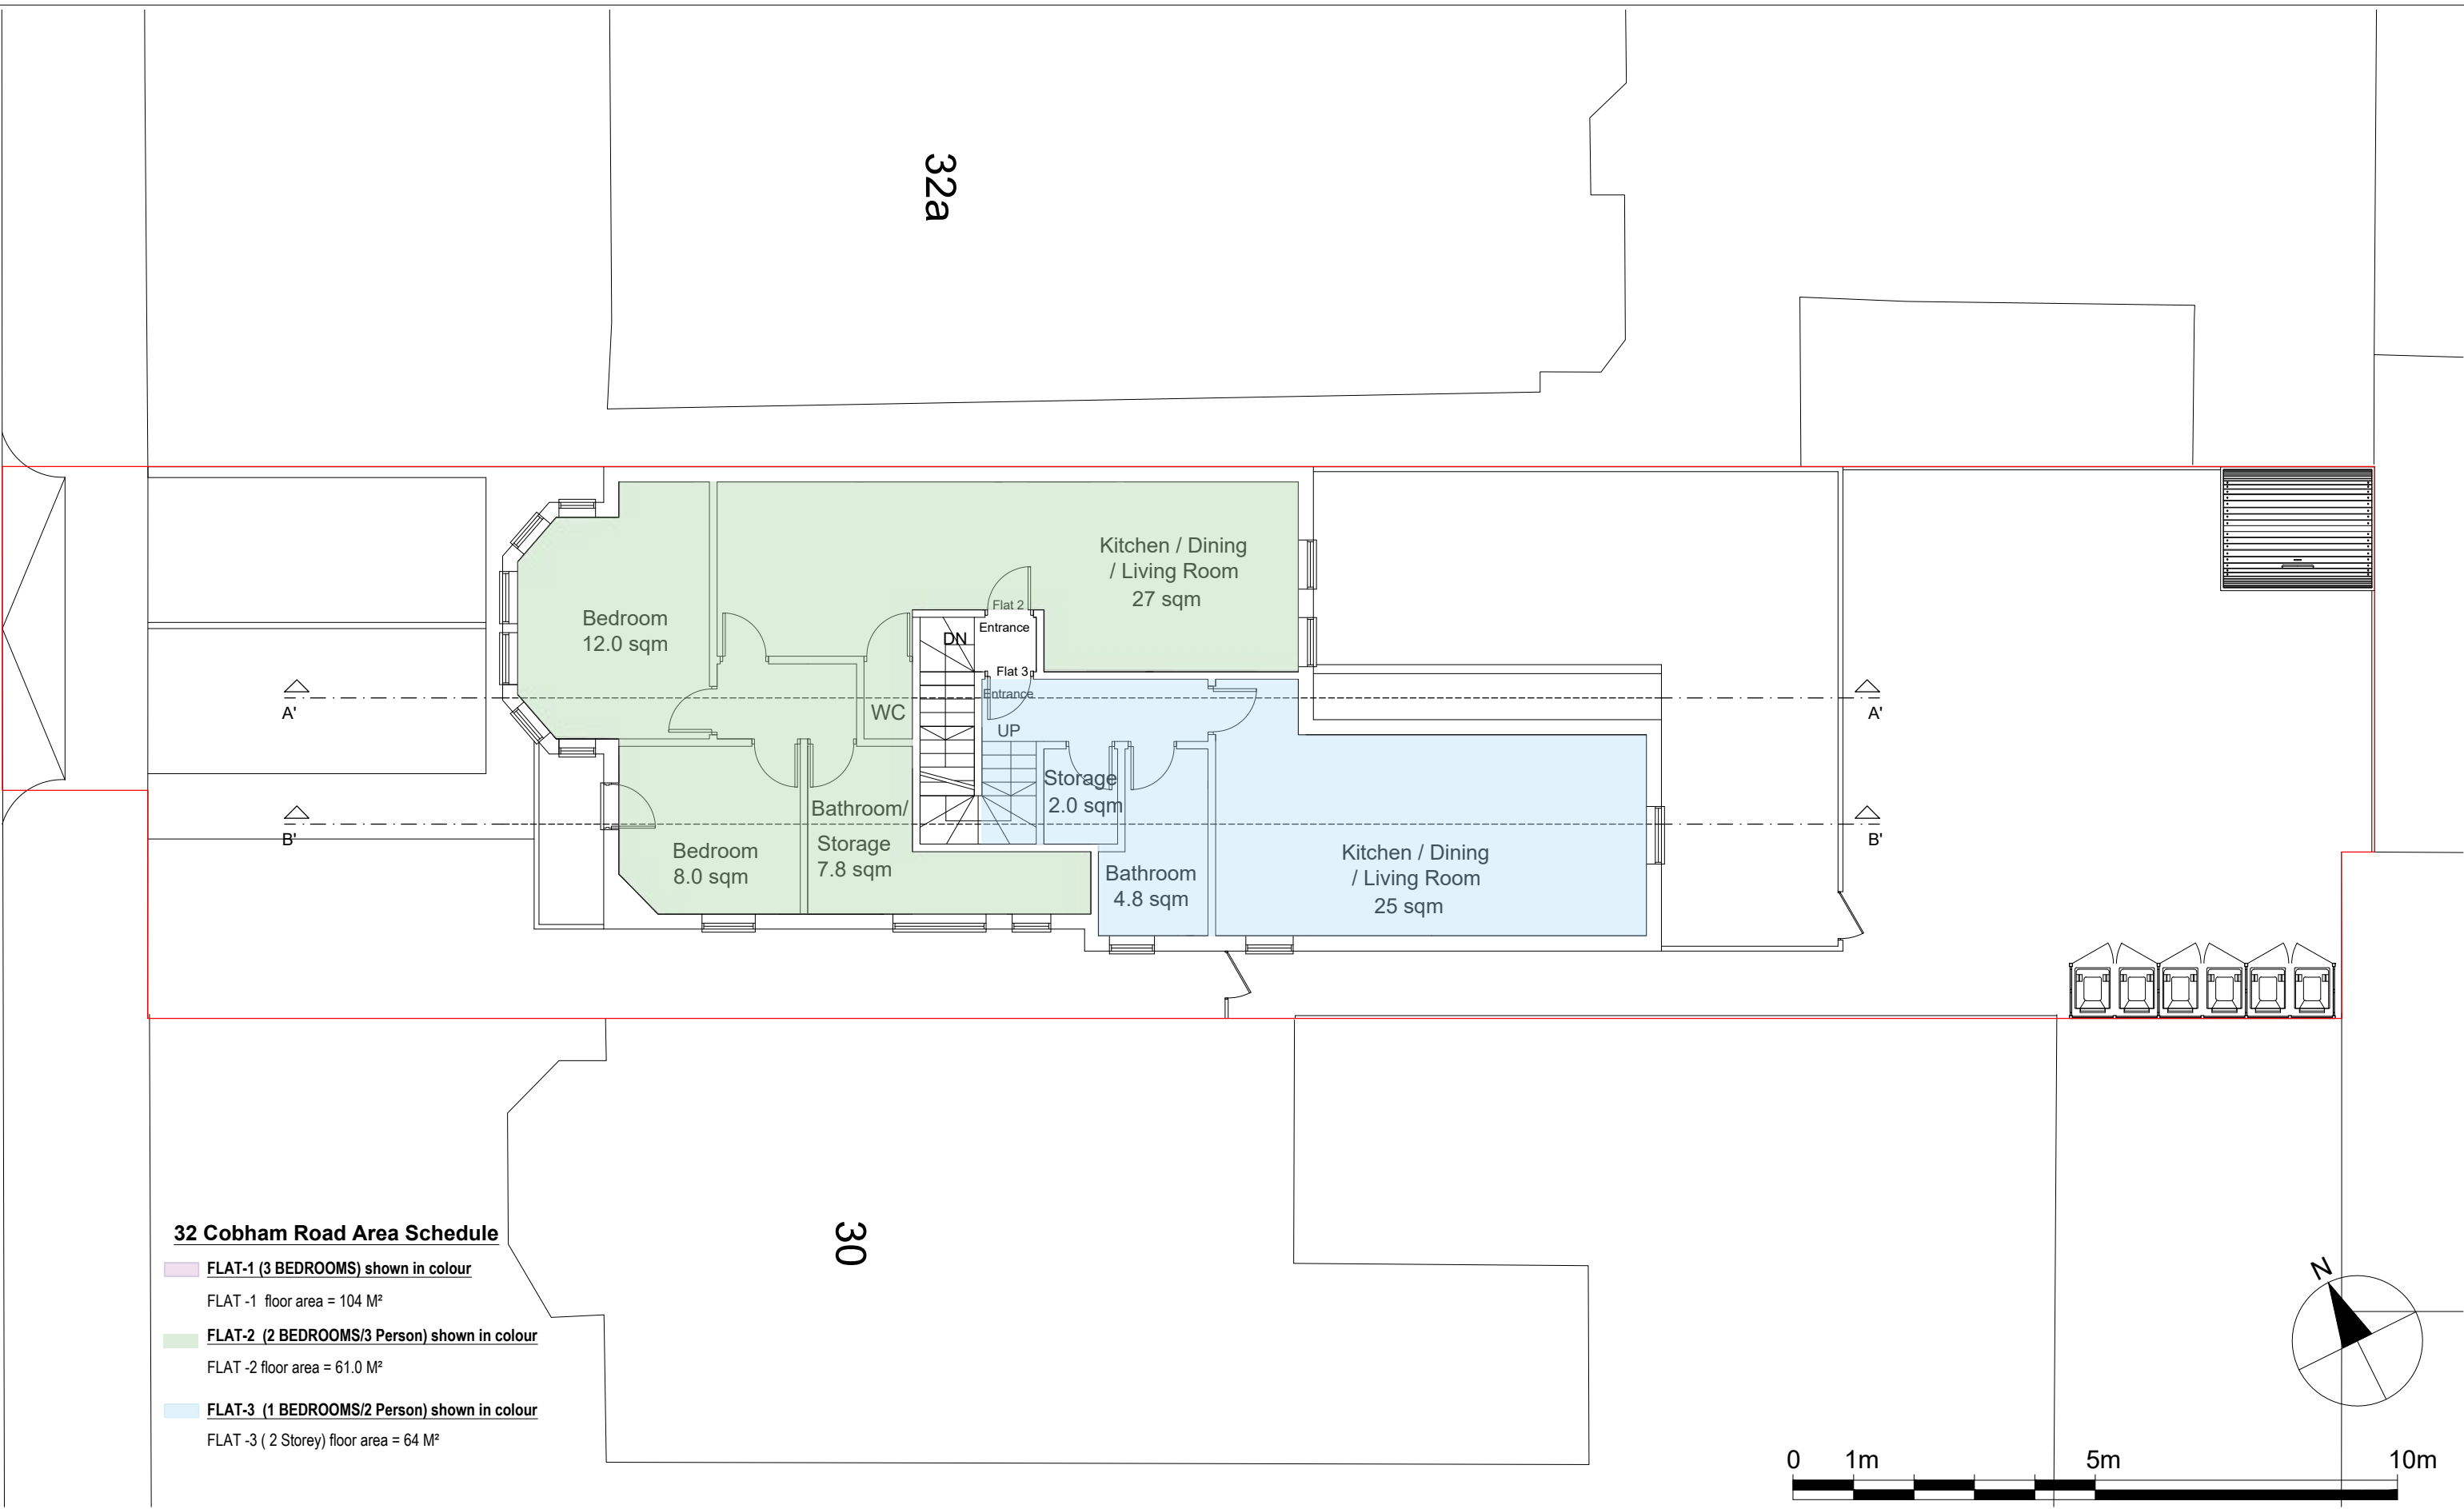 32a
Kitchen / Dining
/ Living Room
27 sqm
Bedroom
12.0 sqm
Flat 2
Entrance
DN
Flat 3
Entrance
A'
A'
WC
UP
Storage
2.0 sqm
Bathroom/
Storage
7.8 sqm
B'
B'
Bedroom
8.0 sqm
Bathroom
4.8 sqm
Kitchen / Dining
/ Living Room
25 sqm
30
32 Cobham Road Area Schedule
FLAT-1 (3 BEDROOMS) shown in colour
FLAT -1 floor area = 104 M²
FLAT-2 (2 BEDROOMS/3 Person) shown in colour
FLAT -2 floor area = 61.0 M²
FLAT-3 (1 BEDROOMS/2 Person) shown in colour
FLAT -3 ( 2 Storey) floor area = 64 M²
N
0 1m 5m 10m